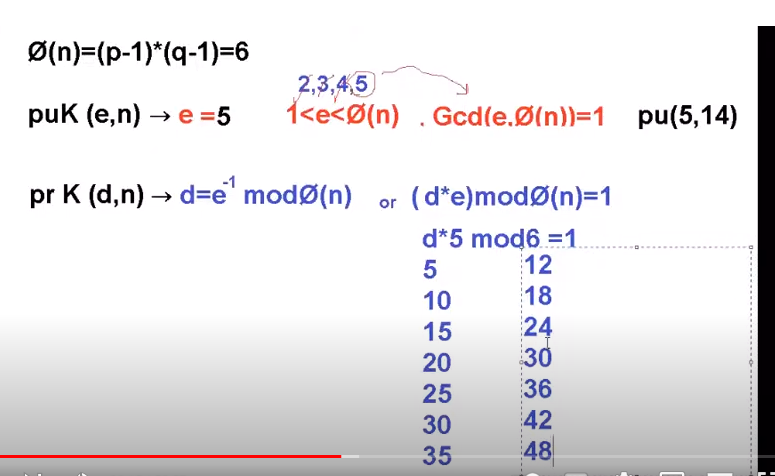 Ø(n)=(p-1)*(q-1)=6
2,3,4,5
puK (e,n) → e =5 1<e<Ø(n) . Gcd(e.Ø(n))=1 pu(5,14)
pr K (d,n) → d=e⁻¹ modØ(n) or (d*e)modØ(n)=1
d*5 mod6 =1
5 12
10 18
15 24
20 30
25 36
30 42
35 48